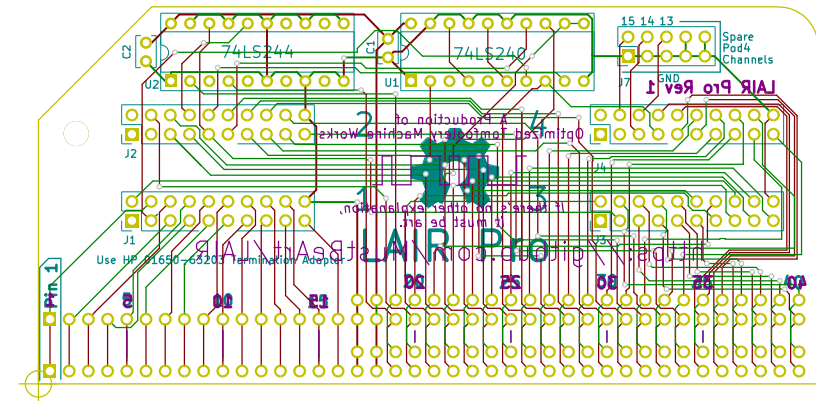 15 14 13
C2
74LS244
C1
74LS240
Spare
Pod4
Channels
U2
U1
J7
GND
LAIR Pro Rev 1
2
A Production of
4
Optimized Tomfoolery Machine Works
J2
J4
1
3
If there's no other explanation,
it must be art.
J1
J3
LAIR Pro
Use HP 01650-63203 Termination Adapter
Pin 1
5
10
15
20
25
30
35
40